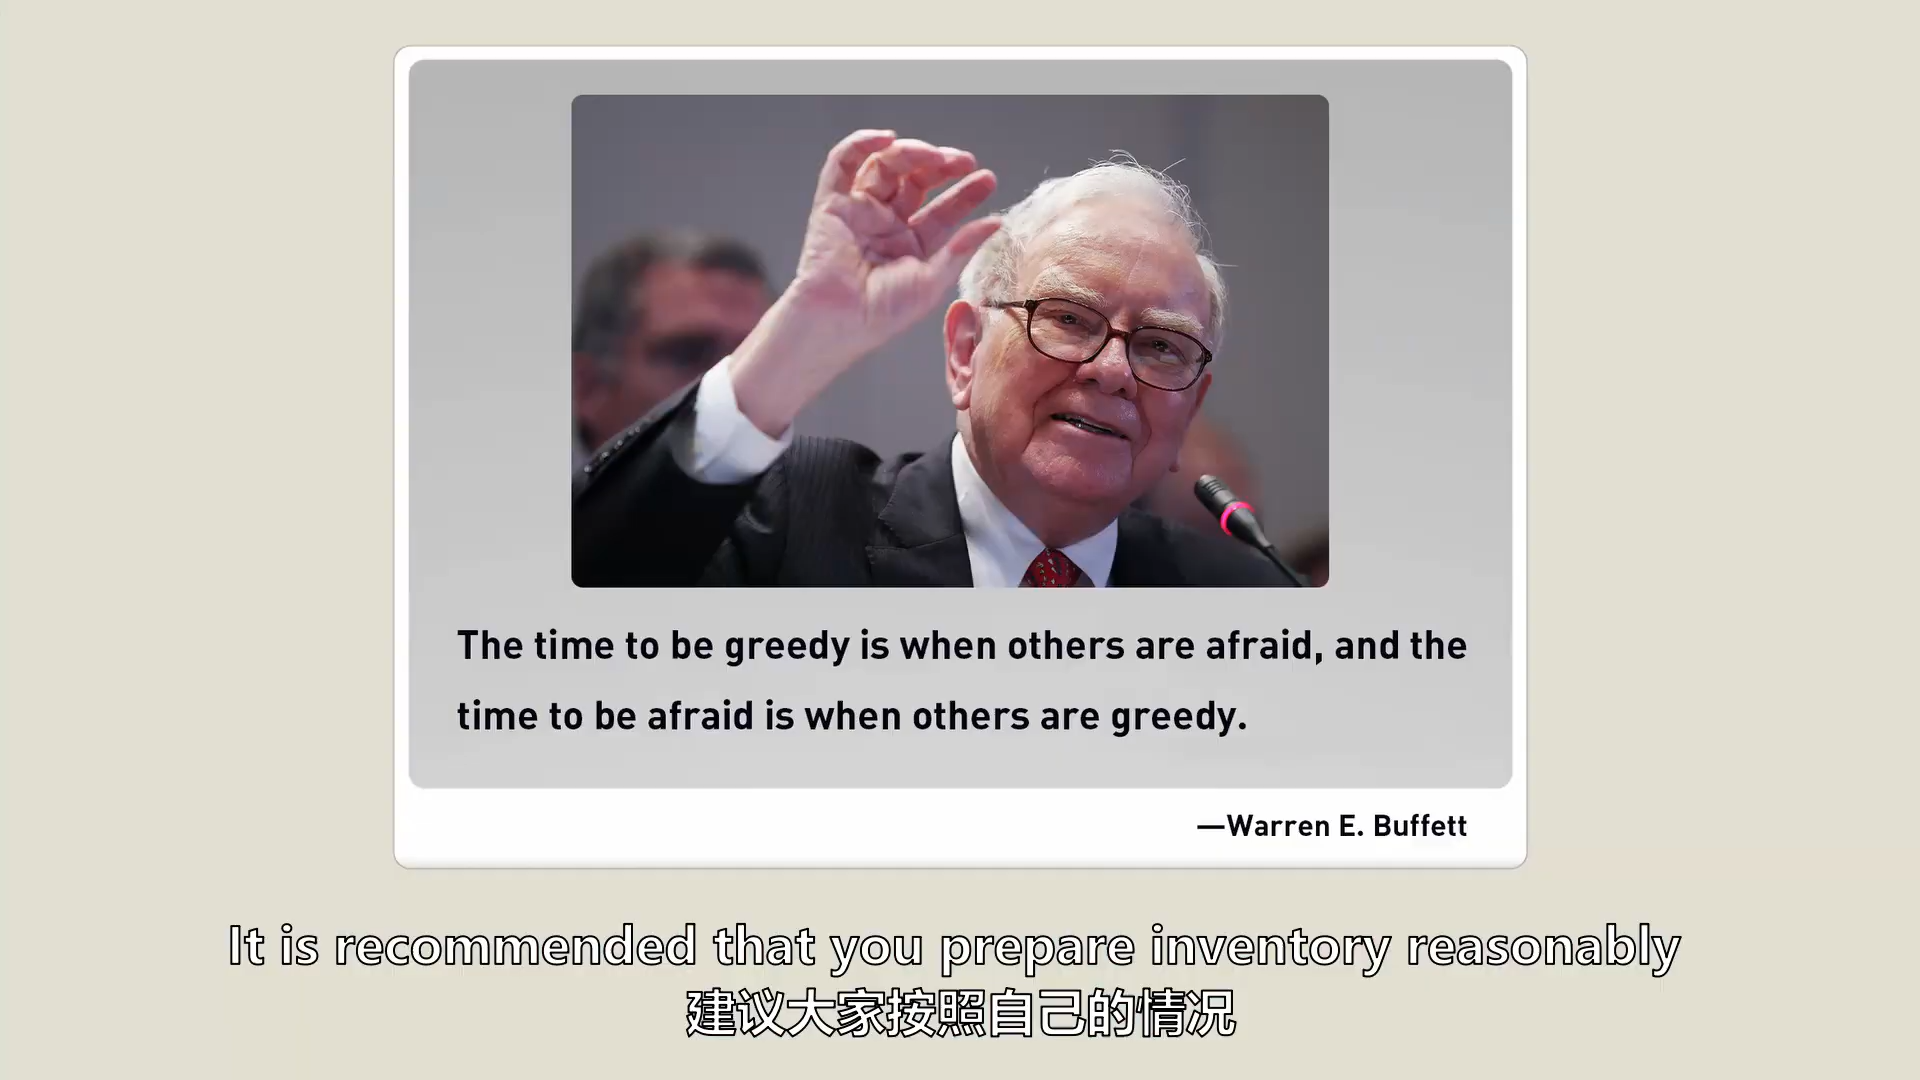 The time to be greedy is when others are afraid, and the
time to be afraid is when others are greedy.
—Warren E. Buffett
It is recommended that you prepare inventory reasonably
建议大家按照自己的情况